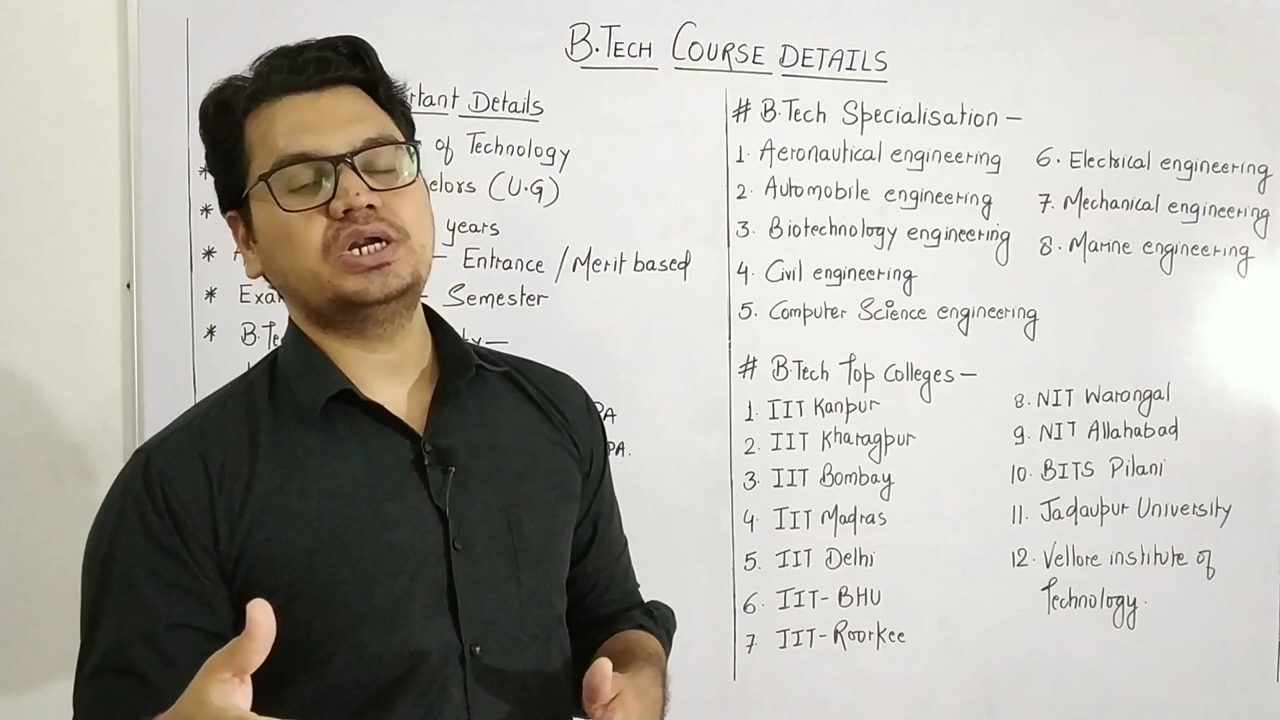 B.TECH COURSE DETAILS
Details
of Technology
(U.G)
years
* - Entrance / Merit based
* - Semester
* B.Te
PA
PA.
# B.Tech Specialisation -
1. Aeronautical engineering
2. Automobile engineering
3. Biotechnology engineering
4. Civil engineering
5. Computer Science engineering
6. Electrical engineering
7. Mechanical engineering
8. Marine engineering
# B.Tech Top Colleges -
1. IIT Kanpur
2. IIT Kharagpur
3. IIT Bombay
4. IIT Madras
5. IIT Delhi
6. IIT- BHU
7. IIT-Roorkee
8. NIT Warangal
9. NIT Allahabad
10. BITS Pilani
11. Jadavpur University
12. Vellore institute of
Technology.